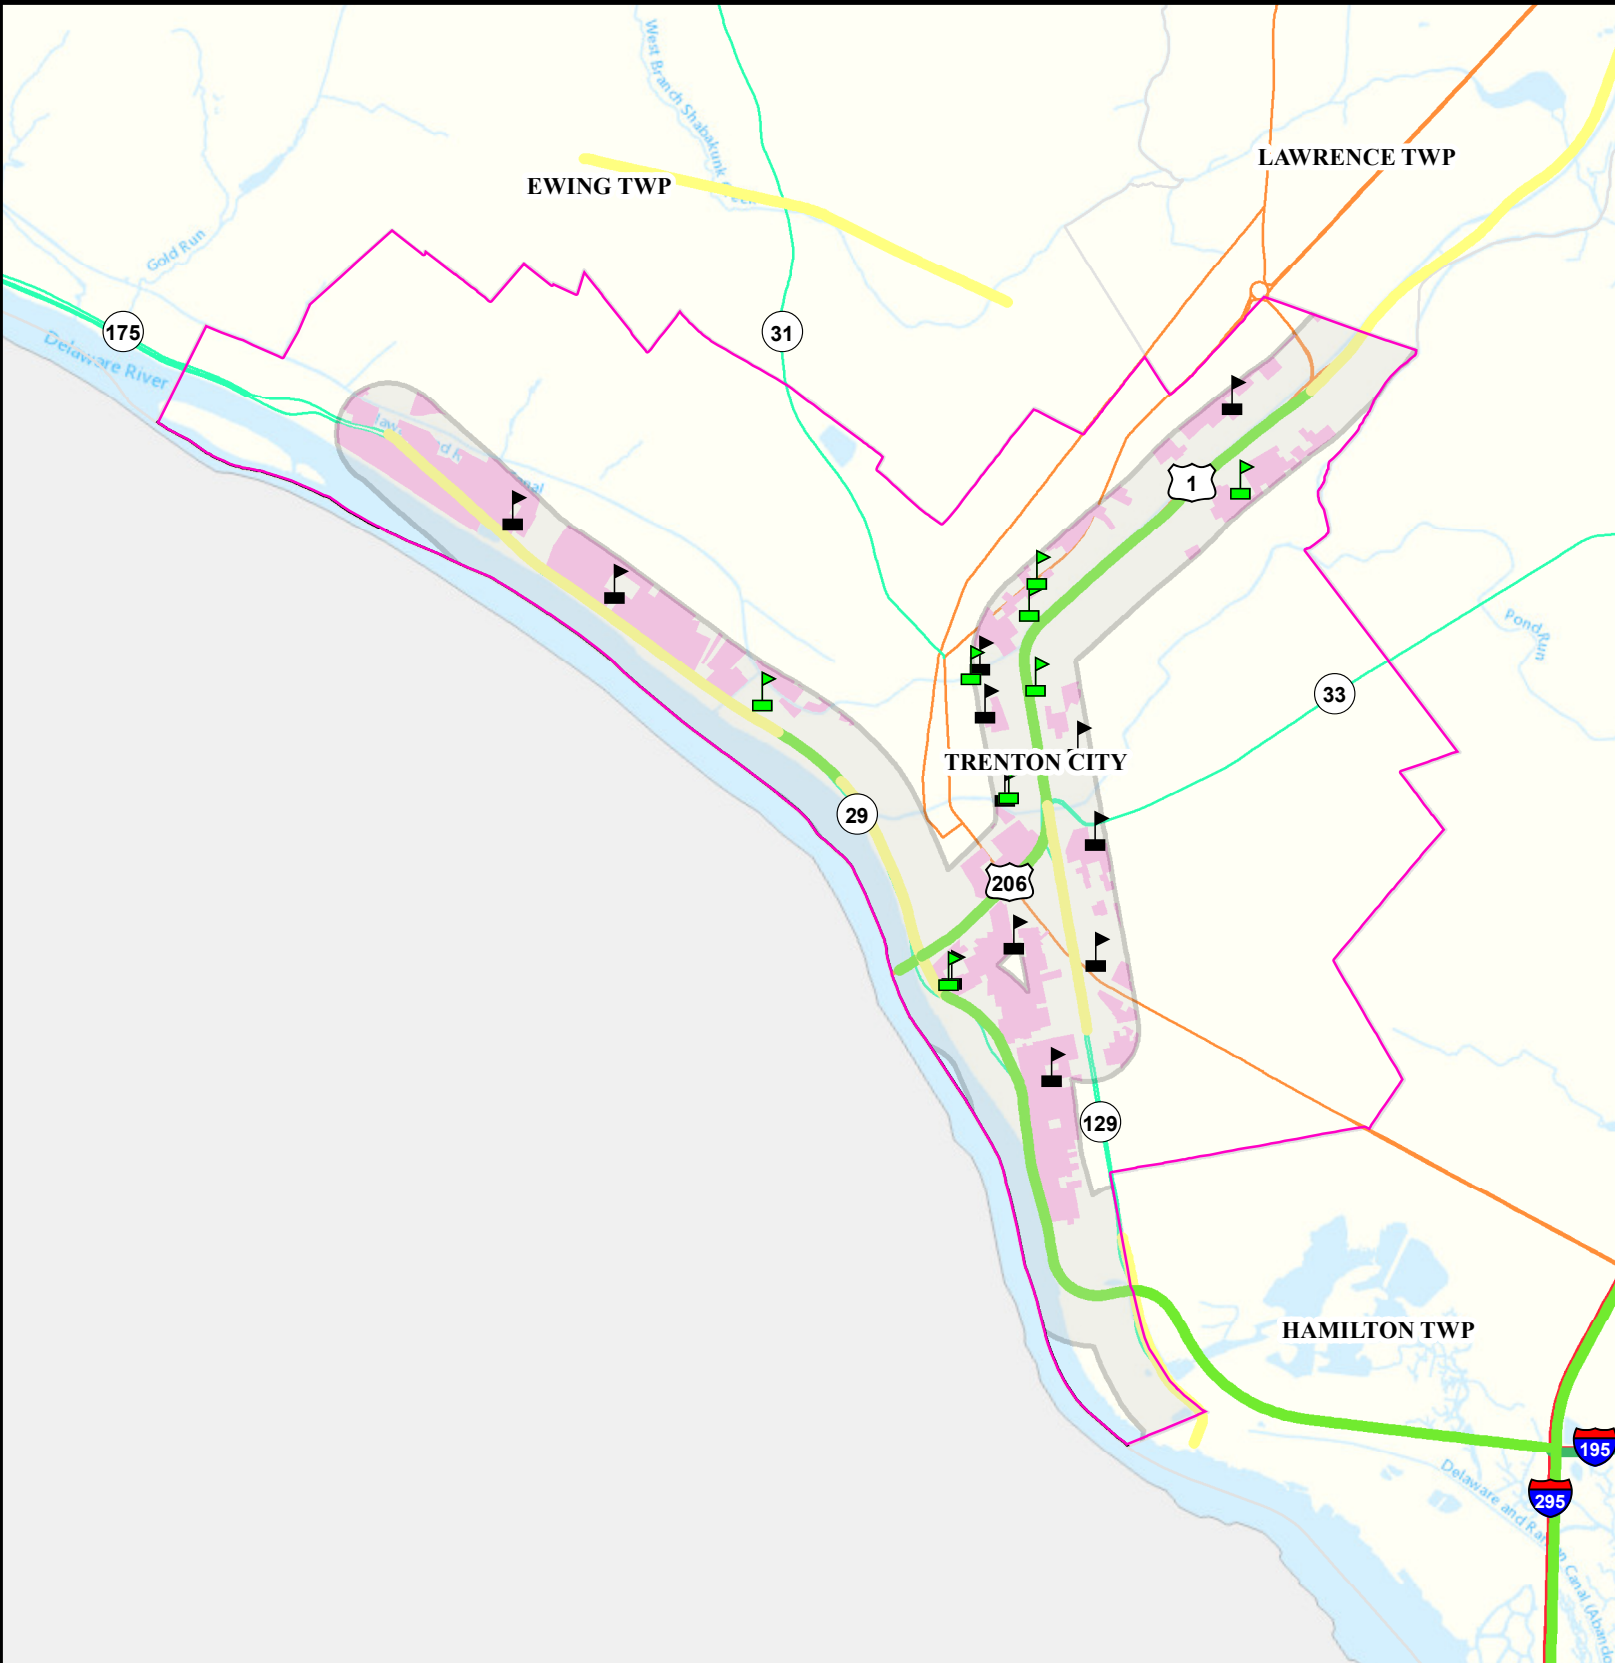 West Branch Shabakunk
LAWRENCE TWP
EWING TWP
Gold Run
175
31
Delaware River
1
Pond Run
33
TRENTON CITY
29
206
129
HAMILTON TWP
195
295
Delaware and
Canal